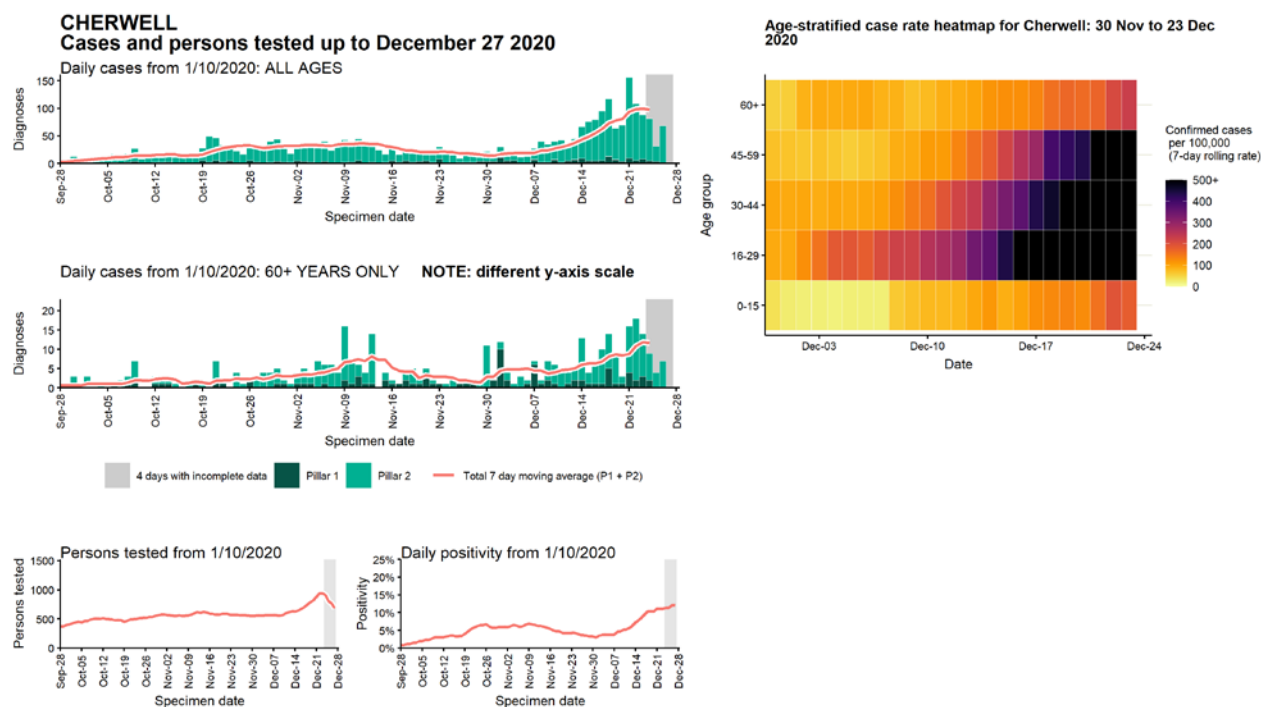 CHERWELL
Cases and persons tested up to December 27 2020
Daily cases from 1/10/2020: ALL AGES
Diagnoses
150
100
50
0
Sep-28
Oct-05
Oct-12
Oct-19
Oct-26
Nov-02
Nov-09
Nov-16
Nov-23
Nov-30
Dec-07
Dec-14
Dec-21
Dec-28
Specimen date
Daily cases from 1/10/2020: 60+ YEARS ONLY NOTE: different y-axis scale
Diagnoses
20
15
10
5
0
Sep-28
Oct-05
Oct-12
Oct-19
Oct-26
Nov-02
Nov-09
Nov-16
Nov-23
Nov-30
Dec-07
Dec-14
Dec-21
Dec-28
Specimen date
4 days with incomplete data Pillar 1 Pillar 2 Total 7 day moving average (P1 + P2)
Persons tested from 1/10/2020
Persons tested
1500
1000
500
0
Sep-28
Oct-05
Oct-12
Oct-19
Oct-26
Nov-02
Nov-09
Nov-16
Nov-23
Nov-30
Dec-07
Dec-14
Dec-21
Dec-28
Specimen date
Daily positivity from 1/10/2020
Positivity
25%
20%
15%
10%
5%
0%
Sep-28
Oct-05
Oct-12
Oct-19
Oct-26
Nov-02
Nov-09
Nov-16
Nov-23
Nov-30
Dec-07
Dec-14
Dec-21
Dec-28
Specimen date
Age-stratified case rate heatmap for Cherwell: 30 Nov to 23 Dec
2020
Age group
60+
45-59
30-44
16-29
0-15
Dec-03
Dec-10
Dec-17
Dec-24
Date
Confirmed cases
per 100,000
(7-day rolling rate)
500+
400
300
200
100
0